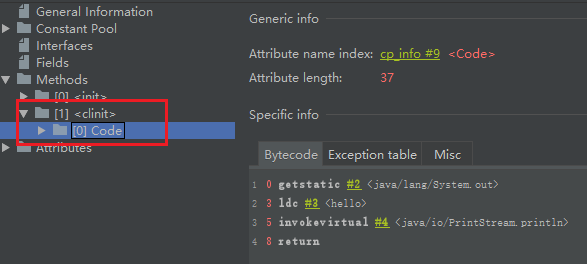 General Information
Constant Pool
Interfaces
Fields
Methods
[0] <init>
[1] <clinit>
[0] Code
Attributes
Generic info
Attribute name index: cp_info #9 <Code>
Attribute length: 37
Specific info
Bytecode Exception table Misc
1 0 getstatic #2 <java/lang/System.out>
2 3 ldc #3 <hello>
3 5 invokevirtual #4 <java/io/PrintStream.println>
4 8 return